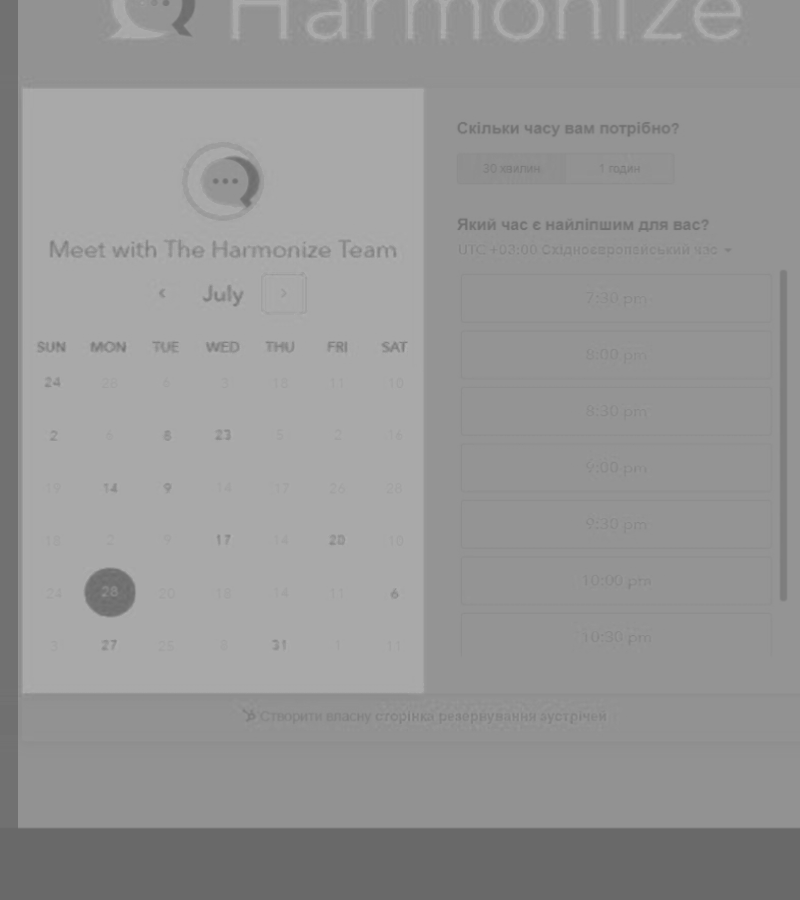 Harmonize
Meet with The Harmonize Team
July
SUN MON TUE WED THU FRI SAT
24 28 6 3 18 11 10
2 6 8 23 5 2 16
19 14 9 14 17 26 28
18 2 9 17 14 20 10
24 28 20 18 14 11 6
3 27 25 8 31 1 11
Скільки часу вам потрібно?
30 хвилин 1 годин
Який час є найліпшим для вас?
UTC +03:00 Східноєвропейський час
7:30 pm
8:00 pm
8:30 pm
9:00 pm
9:30 pm
10:00 pm
10:30 pm
Створити власну сторінка резервування зустрічей